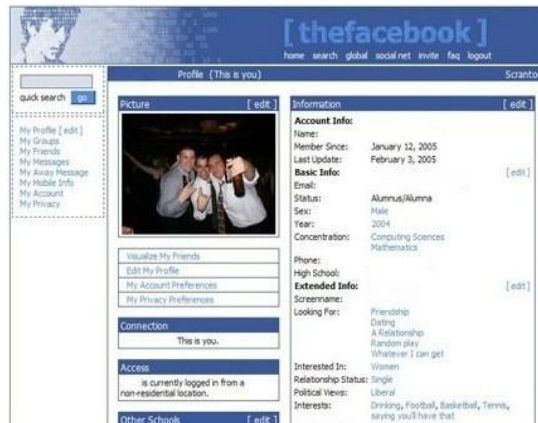 [ thefacebook ]
home search global social net invite faq logout
Profile (This is you)
Scranto
quick search go
My Profile [ edit ]
My Groups
My Friends
My Messages
My Away Message
My Mobile Info
My Account
My Privacy
Picture [ edit ]
Visualize My Friends
Edit My Profile
My Account Preferences
My Privacy Preferences
Connection
This is you.
Access
is currently logged in from a
non-residential location.
Other Schools [ edit ]
Information [ edit ]
Account Info:
Name:
Member Since: January 12, 2005
Last Update: February 3, 2005
Basic Info: [ edit ]
Email:
Status: Alumnus/Alumna
Sex: Male
Year: 2004
Concentration: Computing Sciences
Mathematics
Phone:
High School:
Extended Info: [ edit ]
Screenname:
Looking For: Friendship
Dating
A Relationship
Random play
Whatever I can get
Interested In: Women
Relationship Status: Single
Political Views: Liberal
Interests: Drinking, Football, Basketball, Tennis,
saying you'll have that